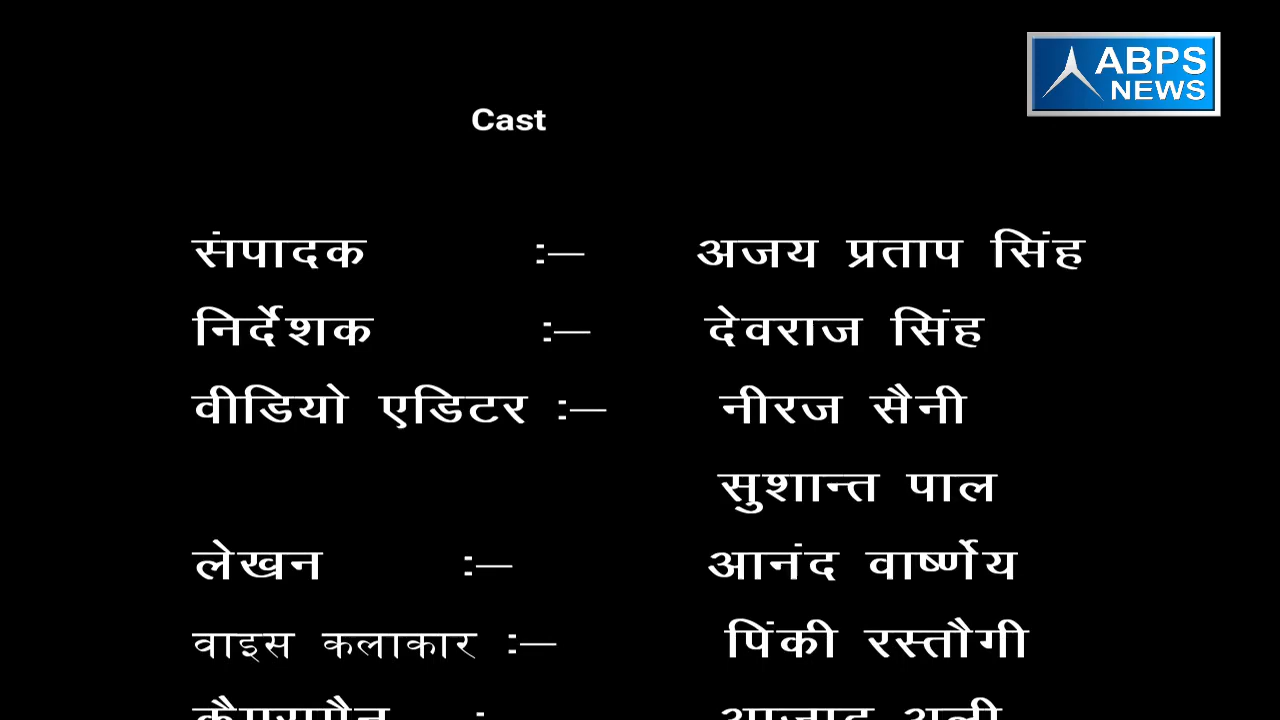 ABPS
NEWS
Cast
संपादक :— अजय प्रताप सिंह
निर्देशक :— देवराज सिंह
वीडियो एडिटर :— नीरज सैनी
सुशान्त पाल
लेखन :— आनंद वार्ष्णेय
वाइस कलाकार :— पिंकी रस्तौगी